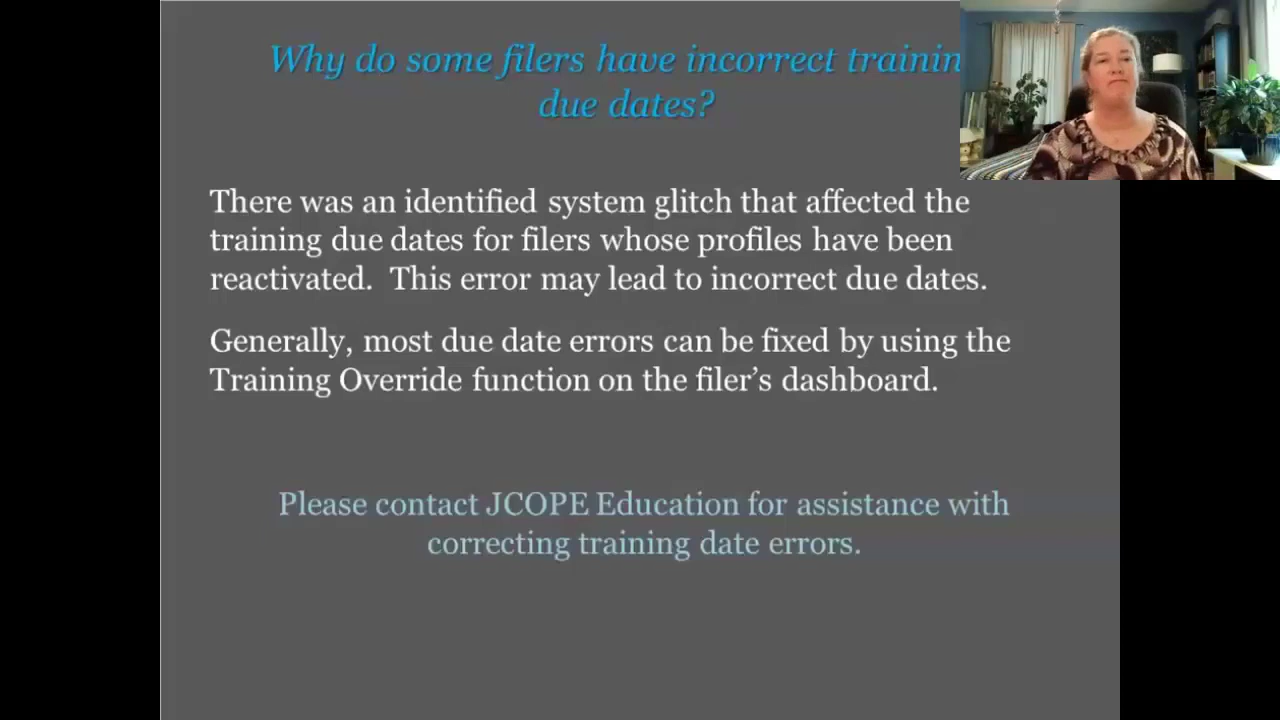 Why do some filers have incorrect trainin
due dates?
There was an identified system glitch that affected the
training due dates for filers whose profiles have been
reactivated.  This error may lead to incorrect due dates.
Generally, most due date errors can be fixed by using the
Training Override function on the filer’s dashboard.
Please contact JCOPE Education for assistance with
correcting training date errors.